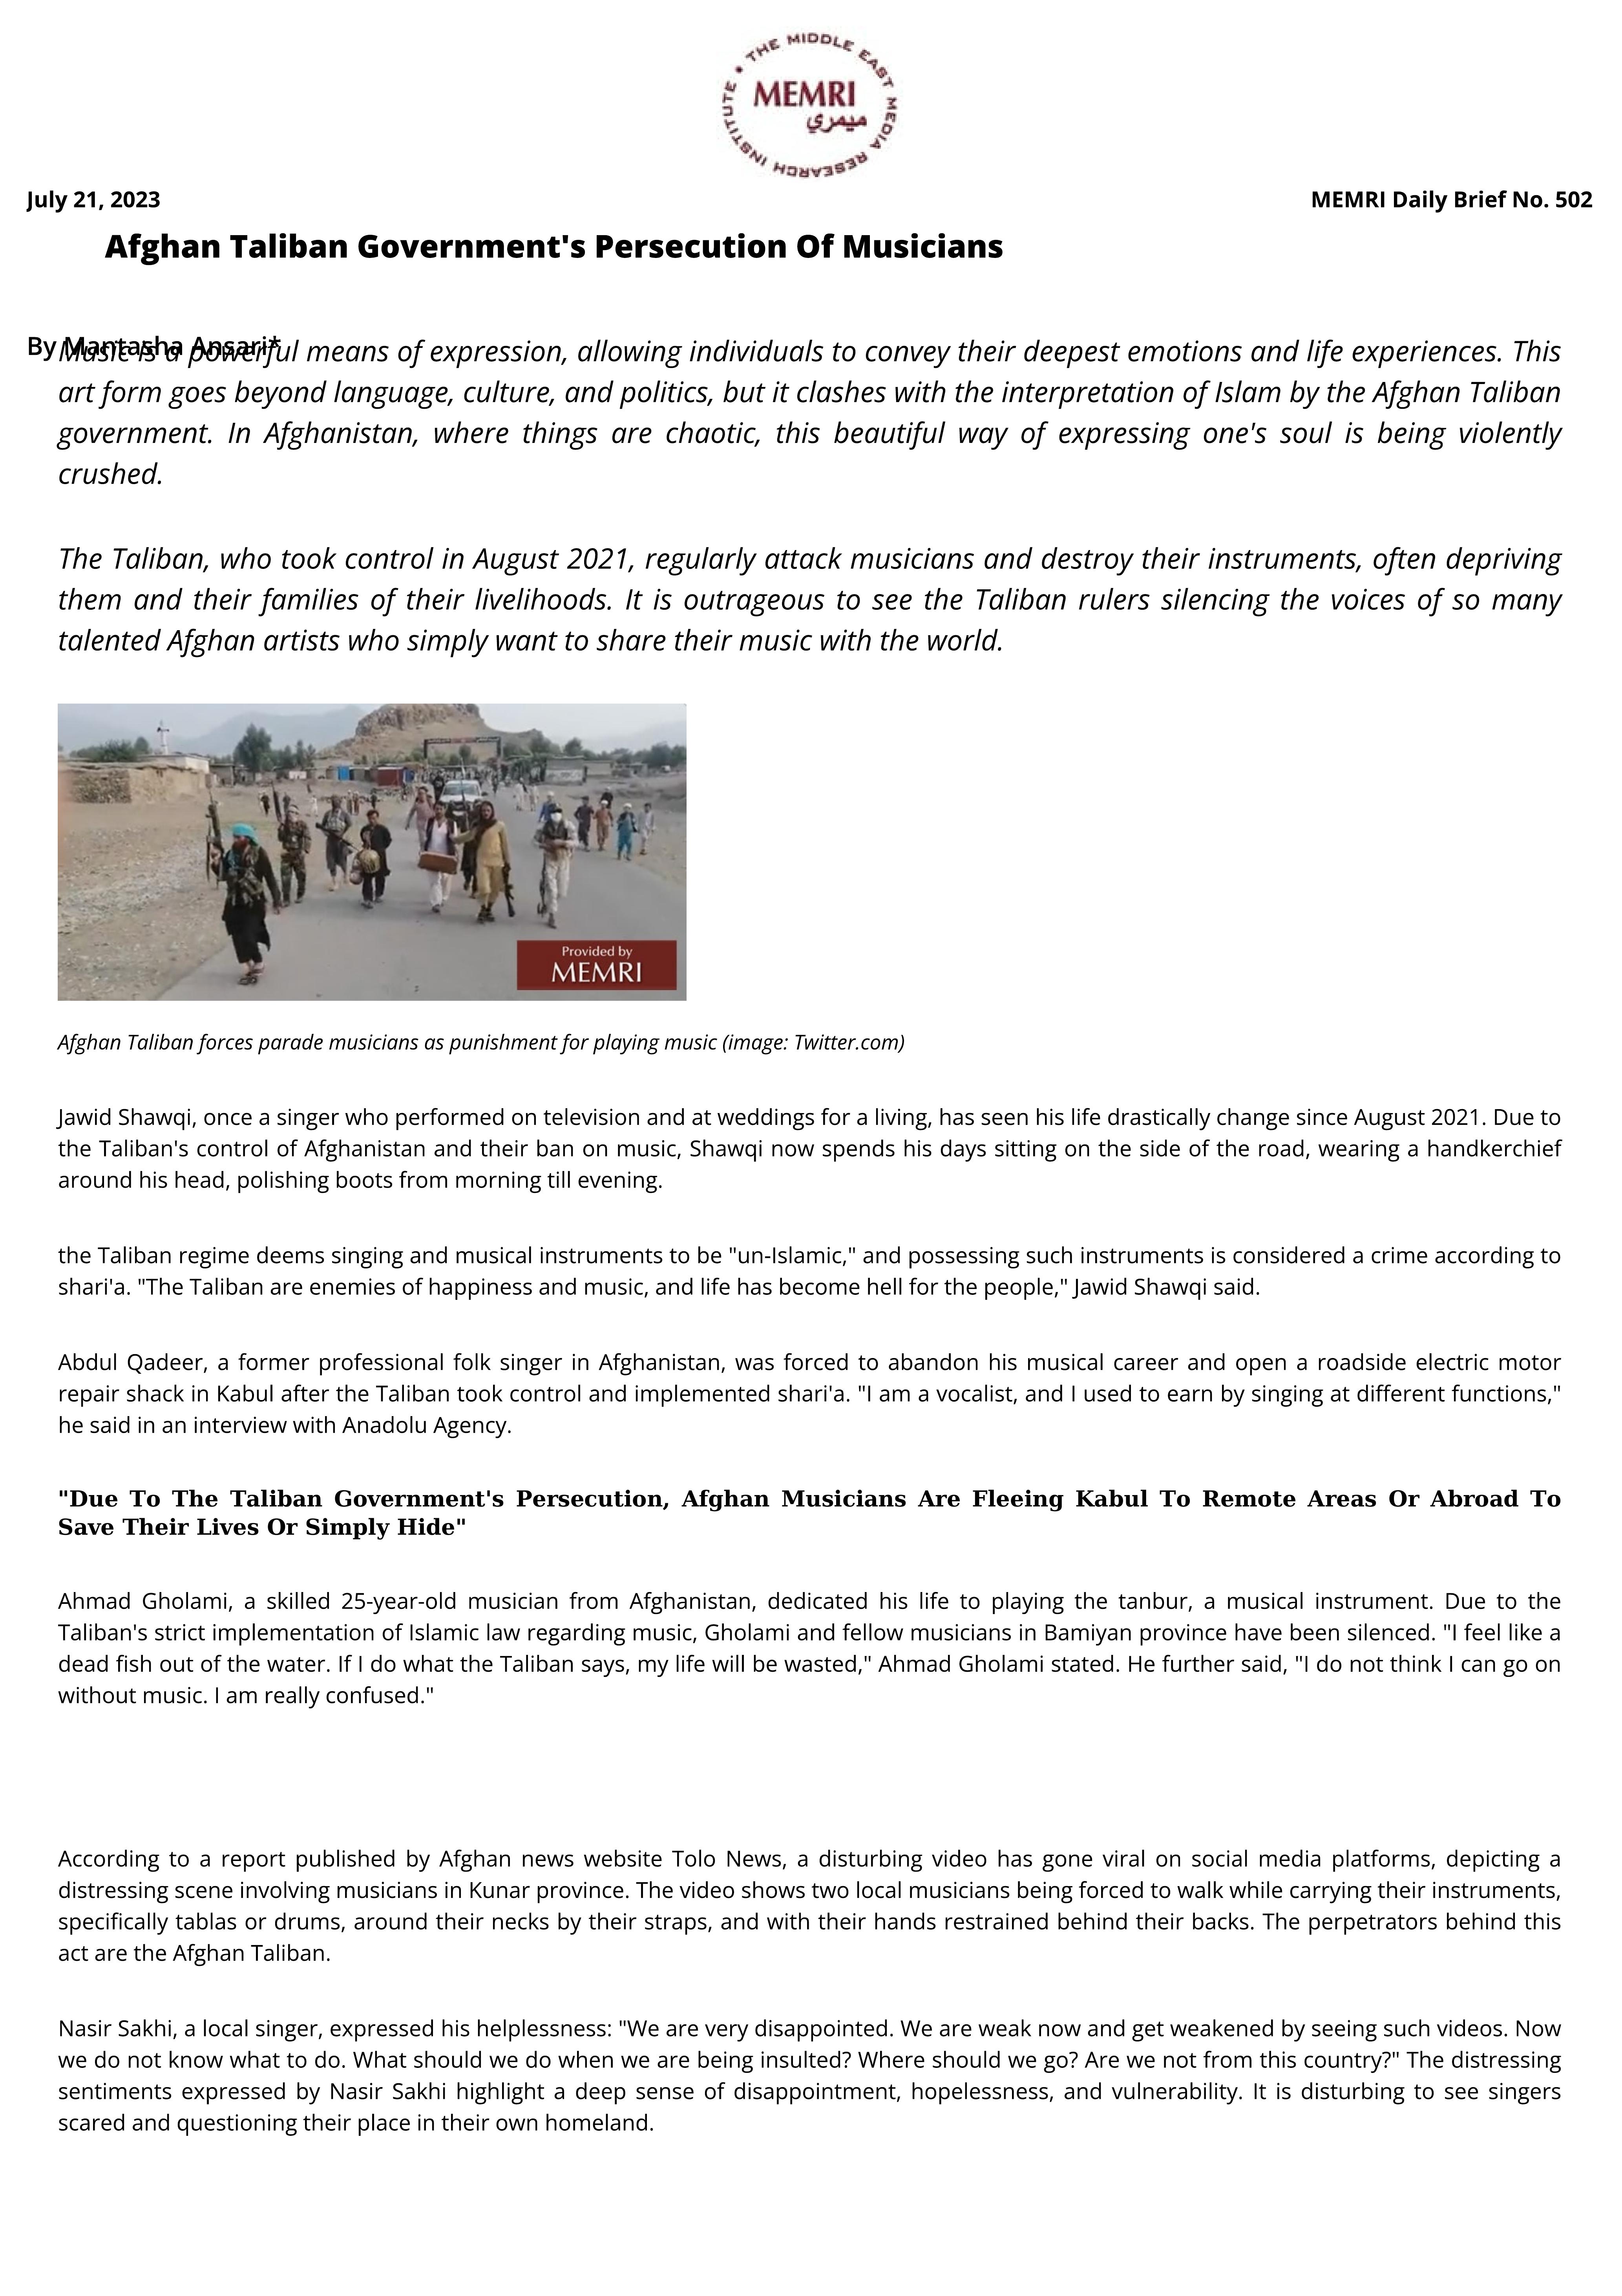 THE MIDDLE EAST MEDIA RESEARCH INSTITUTE •
MEMRI
ميمري
July 21, 2023
MEMRI Daily Brief No. 502
Afghan Taliban Government's Persecution Of Musicians
By Mantasha Ansari*
Music is a powerful means of expression, allowing individuals to convey their deepest emotions and life experiences. This
art form goes beyond language, culture, and politics, but it clashes with the interpretation of Islam by the Afghan Taliban
government. In Afghanistan, where things are chaotic, this beautiful way of expressing one's soul is being violently
crushed.
The Taliban, who took control in August 2021, regularly attack musicians and destroy their instruments, often depriving
them and their families of their livelihoods. It is outrageous to see the Taliban rulers silencing the voices of so many
talented Afghan artists who simply want to share their music with the world.
Provided by
MEMRI
Afghan Taliban forces parade musicians as punishment for playing music (image: Twitter.com)
Jawid Shawqi, once a singer who performed on television and at weddings for a living, has seen his life drastically change since August 2021. Due to
the Taliban's control of Afghanistan and their ban on music, Shawqi now spends his days sitting on the side of the road, wearing a handkerchief
around his head, polishing boots from morning till evening.
the Taliban regime deems singing and musical instruments to be "un-Islamic," and possessing such instruments is considered a crime according to
shari'a. "The Taliban are enemies of happiness and music, and life has become hell for the people," Jawid Shawqi said.
Abdul Qadeer, a former professional folk singer in Afghanistan, was forced to abandon his musical career and open a roadside electric motor
repair shack in Kabul after the Taliban took control and implemented shari'a. "I am a vocalist, and I used to earn by singing at different functions,"
he said in an interview with Anadolu Agency.
"Due To The Taliban Government's Persecution, Afghan Musicians Are Fleeing Kabul To Remote Areas Or Abroad To
Save Their Lives Or Simply Hide"
Ahmad Gholami, a skilled 25-year-old musician from Afghanistan, dedicated his life to playing the tanbur, a musical instrument. Due to the
Taliban's strict implementation of Islamic law regarding music, Gholami and fellow musicians in Bamiyan province have been silenced. "I feel like a
dead fish out of the water. If I do what the Taliban says, my life will be wasted," Ahmad Gholami stated. He further said, "I do not think I can go on
without music. I am really confused."
According to a report published by Afghan news website Tolo News, a disturbing video has gone viral on social media platforms, depicting a
distressing scene involving musicians in Kunar province. The video shows two local musicians being forced to walk while carrying their instruments,
specifically tablas or drums, around their necks by their straps, and with their hands restrained behind their backs. The perpetrators behind this
act are the Afghan Taliban.
Nasir Sakhi, a local singer, expressed his helplessness: "We are very disappointed. We are weak now and get weakened by seeing such videos. Now
we do not know what to do. What should we do when we are being insulted? Where should we go? Are we not from this country?" The distressing
sentiments expressed by Nasir Sakhi highlight a deep sense of disappointment, hopelessness, and vulnerability. It is disturbing to see singers
scared and questioning their place in their own homeland.